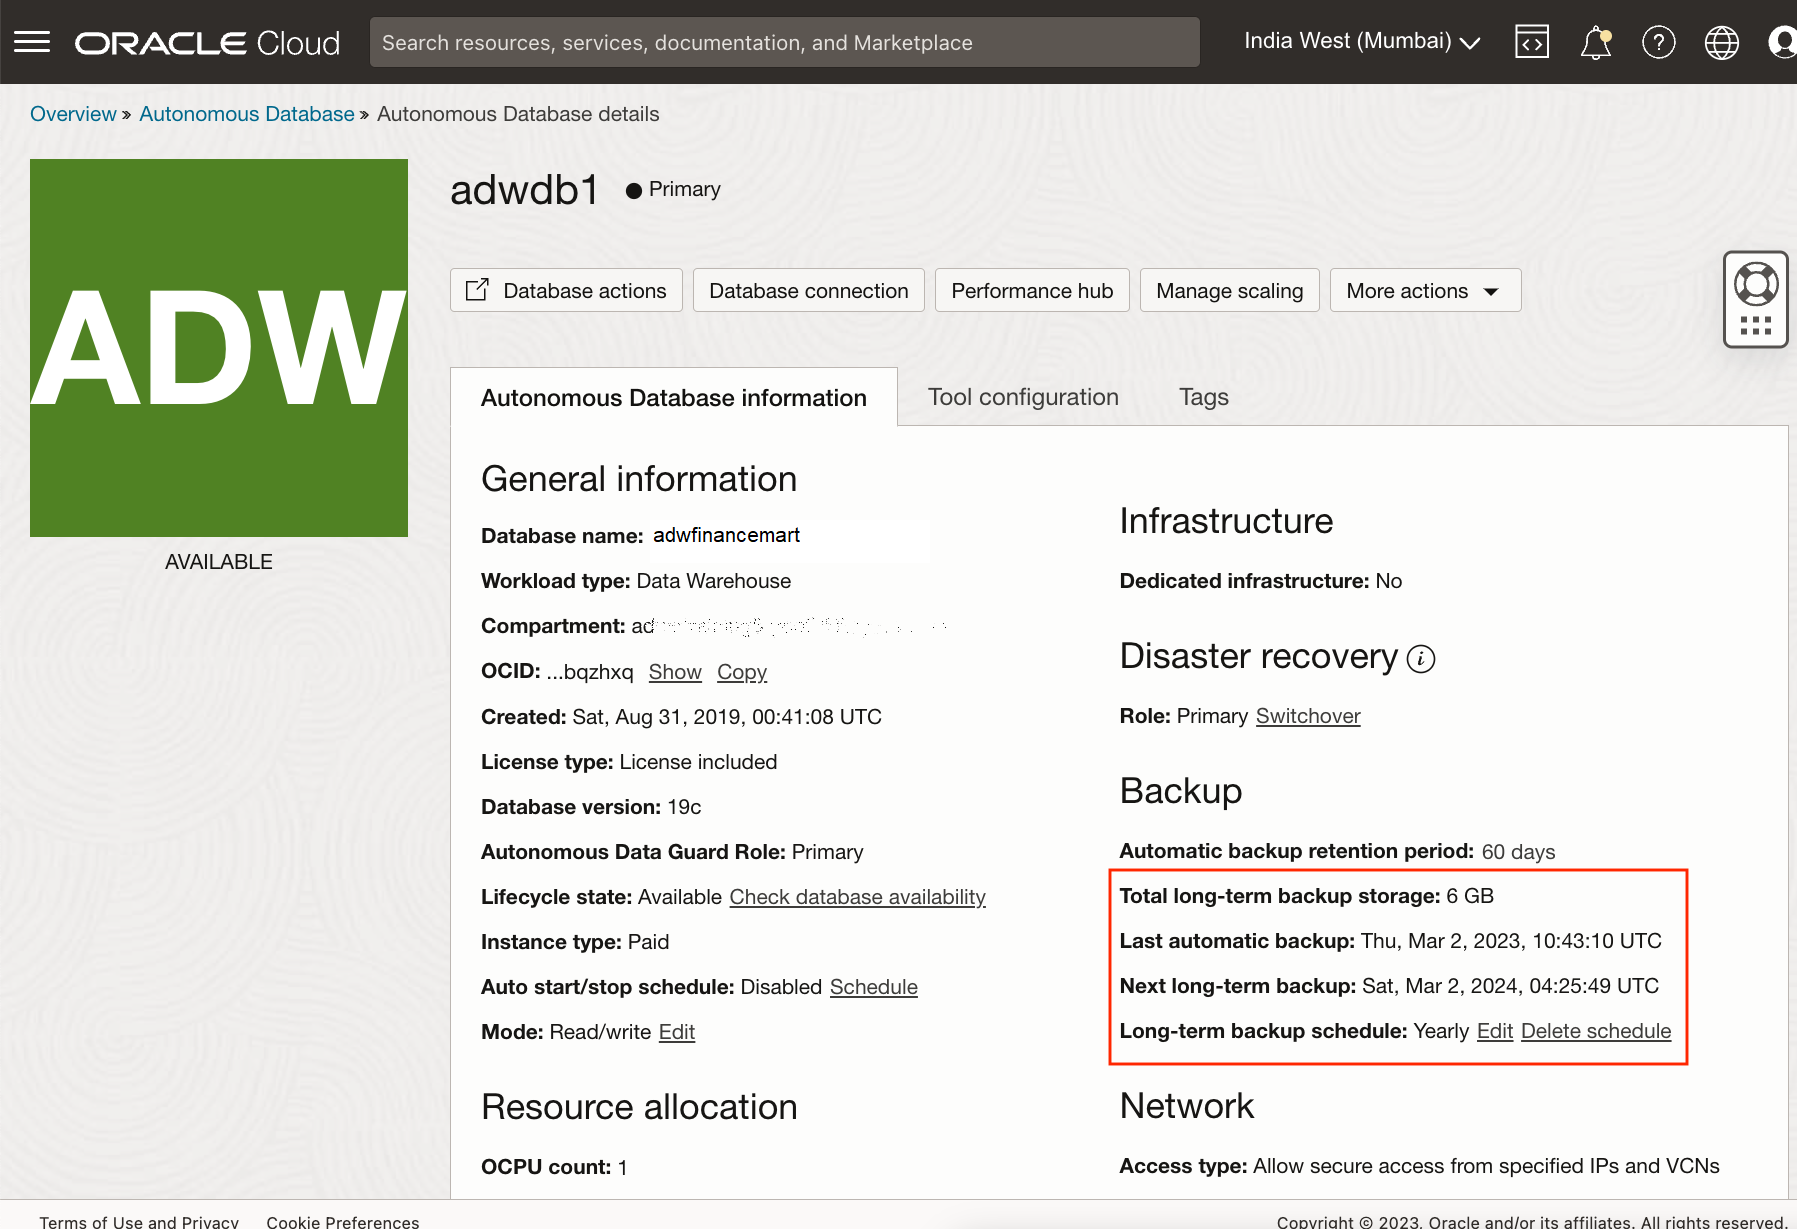 ORACLE Cloud
Search resources, services, documentation, and Marketplace
India West (Mumbai)
Overview » Autonomous Database » Autonomous Database details
ADW
AVAILABLE
adwdb1
Primary
Database actions
Database connection
Performance hub
Manage scaling
More actions
Autonomous Database information
Tool configuration
Tags
General information
Database name: adwfinancemart
Workload type: Data Warehouse
Compartment:
OCID: ...bqzhxq Show Copy
Created: Sat, Aug 31, 2019, 00:41:08 UTC
License type: License included
Database version: 19c
Autonomous Data Guard Role: Primary
Lifecycle state: Available Check database availability
Instance type: Paid
Auto start/stop schedule: Disabled Schedule
Mode: Read/write Edit
Resource allocation
OCPU count: 1
Infrastructure
Dedicated infrastructure: No
Disaster recovery
Role: Primary Switchover
Backup
Automatic backup retention period: 60 days
Total long-term backup storage: 6 GB
Last automatic backup: Thu, Mar 2, 2023, 10:43:10 UTC
Next long-term backup: Sat, Mar 2, 2024, 04:25:49 UTC
Long-term backup schedule: Yearly Edit Delete schedule
Network
Access type: Allow secure access from specified IPs and VCNs
Terms of Use and Privacy
Cookie Preferences
Copyright © 2023, Oracle and/or its affiliates. All rights reserved.